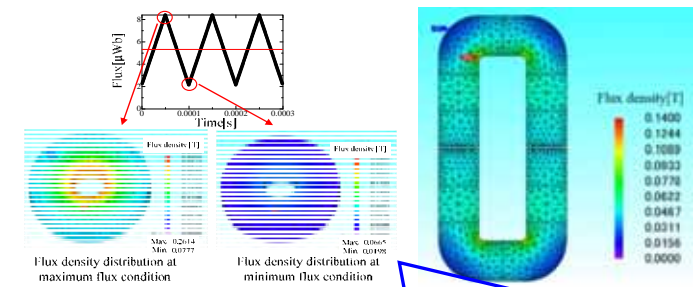 8
6
4
2
0
Flux[µWb]
0 0.0001 0.0002 0.0003
Time[s]
Flux density [T]
Max. 0.2614
Min. 0.0777
Flux density distribution at
maximum flux condition
Flux density [T]
Max. 0.0665
Min. 0.0198
Flux density distribution at
minimum flux condition
Flux density[T]
0.1400
0.1244
0.1089
0.0933
0.0778
0.0622
0.0467
0.0311
0.0156
0.0000